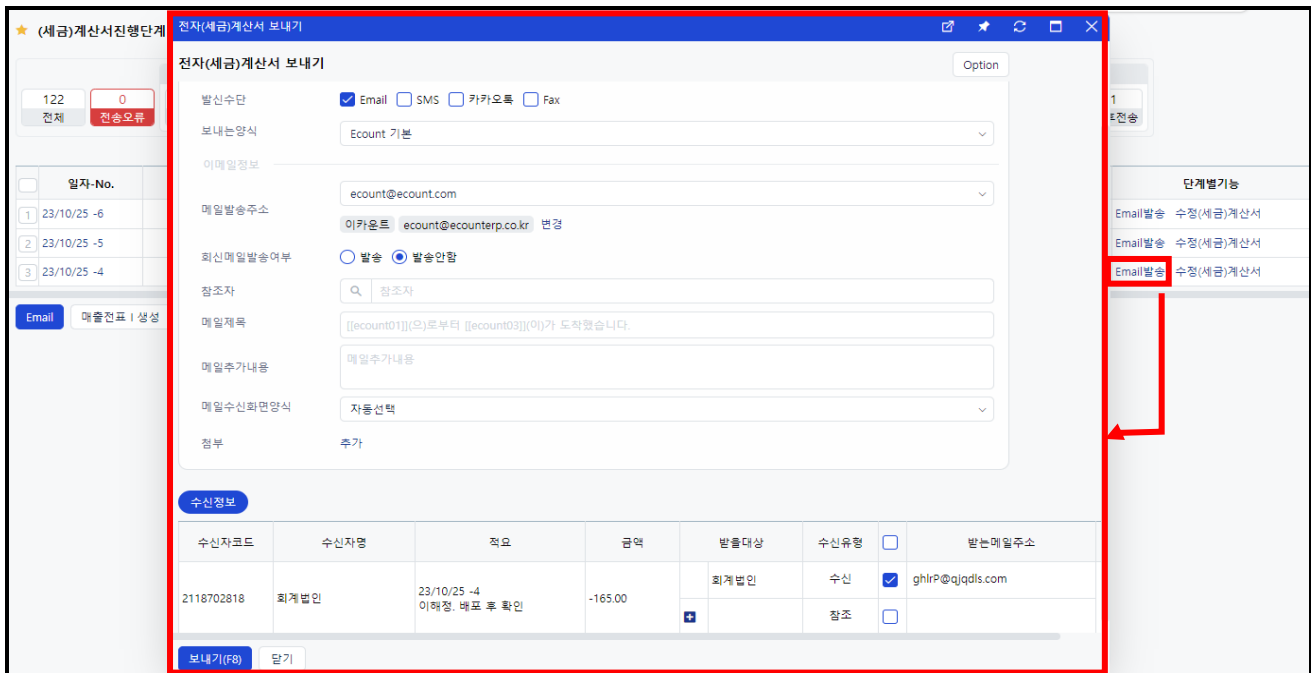 (세금)계산서진행단계
전자(세금)계산서 보내기
전자(세금)계산서 보내기
Option
122
전체
0
전송오류
1
전송
발신수단
Email SMS 카카오톡 Fax
보내는양식
Ecount 기본
이메일정보
메일발송주소
ecount@ecount.com
이카운트 ecount@ecounterp.co.kr 변경
회신메일발송여부
발송 발송안함
참조자
참조자
메일제목
[[ecount01]](으)로부터 [[ecount03]](이)가 도착했습니다.
메일추가내용
메일추가내용
메일수신화면양식
자동선택
첨부
추가
일자-No.
1 23/10/25 -6
2 23/10/25 -5
3 23/10/25 -4
Email 매출전표 I 생성
단계별기능
Email발송 수정(세금)계산서
Email발송 수정(세금)계산서
Email발송 수정(세금)계산서
수신정보
수신자코드 수신자명 적요 금액 받을대상 수신유형 받는메일주소
2118702818 회계법인
23/10/25 -4
이해정. 배포 후 확인
-165.00
회계법인 수신 ghlrP@qjqdls.com
참조
보내기(F8) 닫기